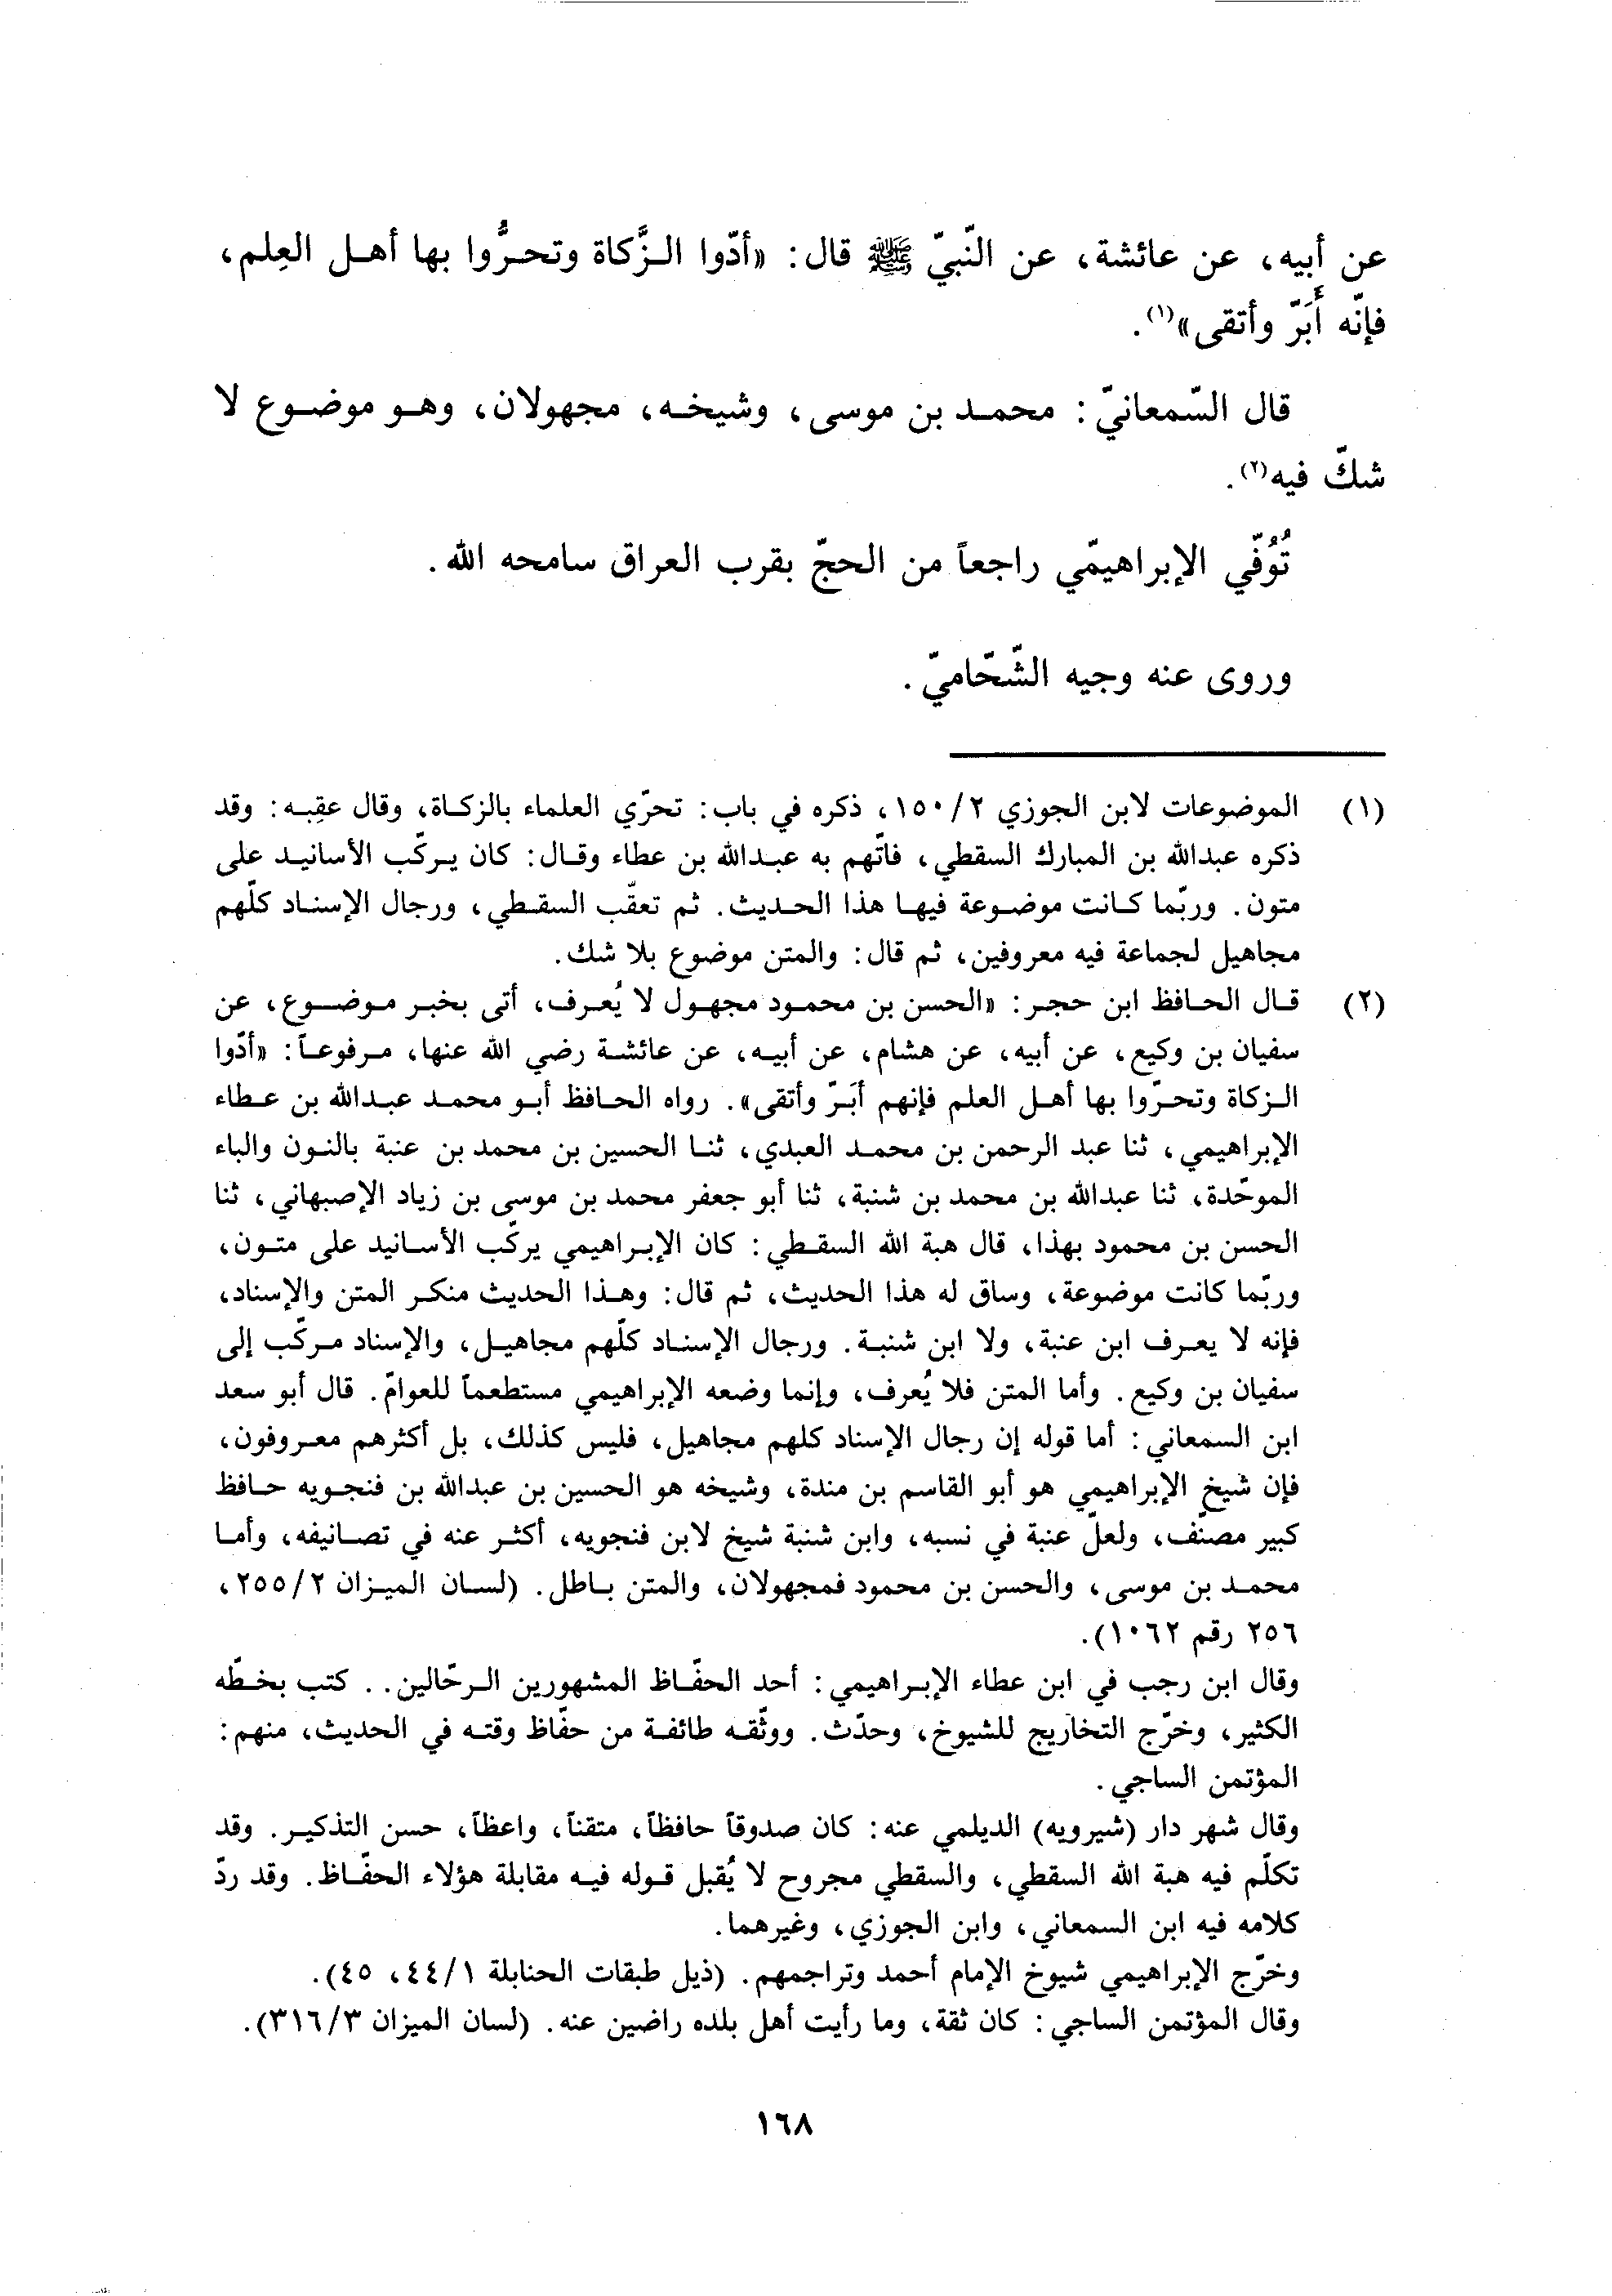 عن أبيه، عن عائشة، عن النّبيّ ﷺ قال: «أدّوا الزَّكاة وتحرُّوا بها أهل العِلم،
فإنّه أَبَرّ وأتقى»(١).
قال السّمعانيّ: محمد بن موسى، وشيخه، مجهولان، وهو موضوع لا
شكّ فيه(٢).
تُوُفّي الإبراهيمّي راجعاً من الحجّ بقرب العراق سامحه الله.
وروى عنه وجيه الشّحّاميّ.
(١) الموضوعات لابن الجوزي ١٥٠/٢، ذكره في باب: تحرّي العلماء بالزكاة، وقال عقِبه: وقد
ذكره عبدالله بن المبارك السقطي، فاتّهم به عبدالله بن عطاء وقال: كان يركّب الأسانيد على
متون. وربّما كانت موضوعة فيها هذا الحديث. ثم تعقّب السقطي، ورجال الإسناد كلّهم
مجاهيل لجماعة فيه معروفين، ثم قال: والمتن موضوع بلا شك.
(٢) قال الحافظ ابن حجر: «الحسن بن محمود مجهول لا يُعرف، أتى بخبر موضوع، عن
سفيان بن وكيع، عن أبيه، عن هشام، عن أبيه، عن عائشة رضي الله عنها، مرفوعاً: «أدّوا
الزكاة وتحرّوا بها أهل العلم فإنهم أبَرّ وأتقى». رواه الحافظ أبو محمد عبدالله بن عطاء
الإبراهيمي، ثنا عبد الرحمن بن محمد العبدي، ثنا الحسين بن محمد بن عنبة بالنون والباء
الموحّدة، ثنا عبدالله بن محمد بن شنبة، ثنا أبو جعفر محمد بن موسى بن زياد الإصبهاني، ثنا
الحسن بن محمود بهذا، قال هبة الله السقطي: كان الإبراهيمي يركّب الأسانيد على متون،
وربّما كانت موضوعة، وساق له هذا الحديث، ثم قال: وهذا الحديث منكر المتن والإسناد،
فإنه لا يعرف ابن عنبة، ولا ابن شنبة. ورجال الإسناد كلّهم مجاهيل، والإسناد مركّب إلى
سفيان بن وكيع. وأما المتن فلا يُعرف، وإنما وضعه الإبراهيمي مستطعماً للعوامّ. قال أبو سعد
ابن السمعاني: أما قوله إن رجال الإسناد كلهم مجاهيل، فليس كذلك، بل أكثرهم معروفون،
فإن شيخ الإبراهيمي هو أبو القاسم بن مندة، وشيخه هو الحسين بن عبدالله بن فنجويه حافظ
كبير مصنّف، ولعلّ عنبة في نسبه، وابن شنبة شيخ لابن فنجويه، أكثر عنه في تصانيفه، وأما
محمد بن موسى، والحسن بن محمود فمجهولان، والمتن باطل. (لسان الميزان ٢٥٥/٢،
٢٥٦ رقم ١٠٦٢).
وقال ابن رجب في ابن عطاء الإبراهيمي: أحد الحفّاظ المشهورين الرحّالين.. كتب بخطّه
الكثير، وخرّج التخاريج للشيوخ، وحدّث. ووثّقه طائفة من حفّاظ وقته في الحديث، منهم:
المؤتمن الساجي.
وقال شهر دار (شيرويه) الديلمي عنه: كان صدوقاً حافظاً، متقناً، واعظاً، حسن التذكير. وقد
تكلّم فيه هبة الله السقطي، والسقطي مجروح لا يُقبل قوله فيه مقابلة هؤلاء الحفّاظ. وقد ردّ
كلامه فيه ابن السمعاني، وابن الجوزي، وغيرهما.
وخرّج الإبراهيمي شيوخ الإمام أحمد وتراجمهم. (ذيل طبقات الحنابلة ٤٤/١، ٤٥).
وقال المؤتمن الساجي: كان ثقة، وما رأيت أهل بلده راضين عنه. (لسان الميزان ٣١٦/٣).
١٦٨